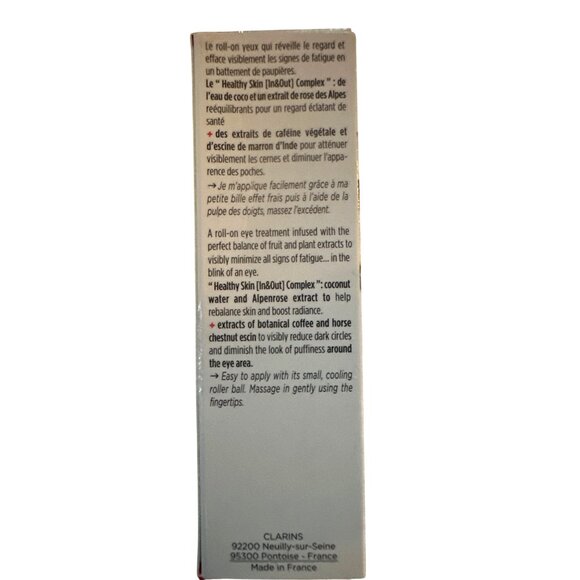 Le roll-on yeux qui réveille le regard et
efface visiblement les signes de fatigue en
un battement de paupières.
Le " Healthy Skin [In&Out] Complex " : de
l'eau de coco et un extrait de rose des Alpes
rééquilibrants pour un regard éclatant de
santé
+ des extraits de caféine végétale et
d'escine de marron d'Inde pour atténuer
visiblement les cernes et diminuer l'appa-
rence des poches.
→ Je m'applique facilement grâce à ma
petite bille effet frais puis à l'aide de la
pulpe des doigts, massez l'excédent.
A roll-on eye treatment infused with the
perfect balance of fruit and plant extracts to
visibly minimize all signs of fatigue... in the
blink of an eye.
" Healthy Skin [In&Out] Complex ": coconut
water and Alpenrose extract to help
rebalance skin and boost radiance.
+ extracts of botanical coffee and horse
chestnut escin to visibly reduce dark circles
and diminish the look of puffiness around
the eye area.
→ Easy to apply with its small, cooling
roller ball. Massage in gently using the
fingertips.
CLARINS
92200 Neuilly-sur-Seine
95300 Pontoise - France
Made in France